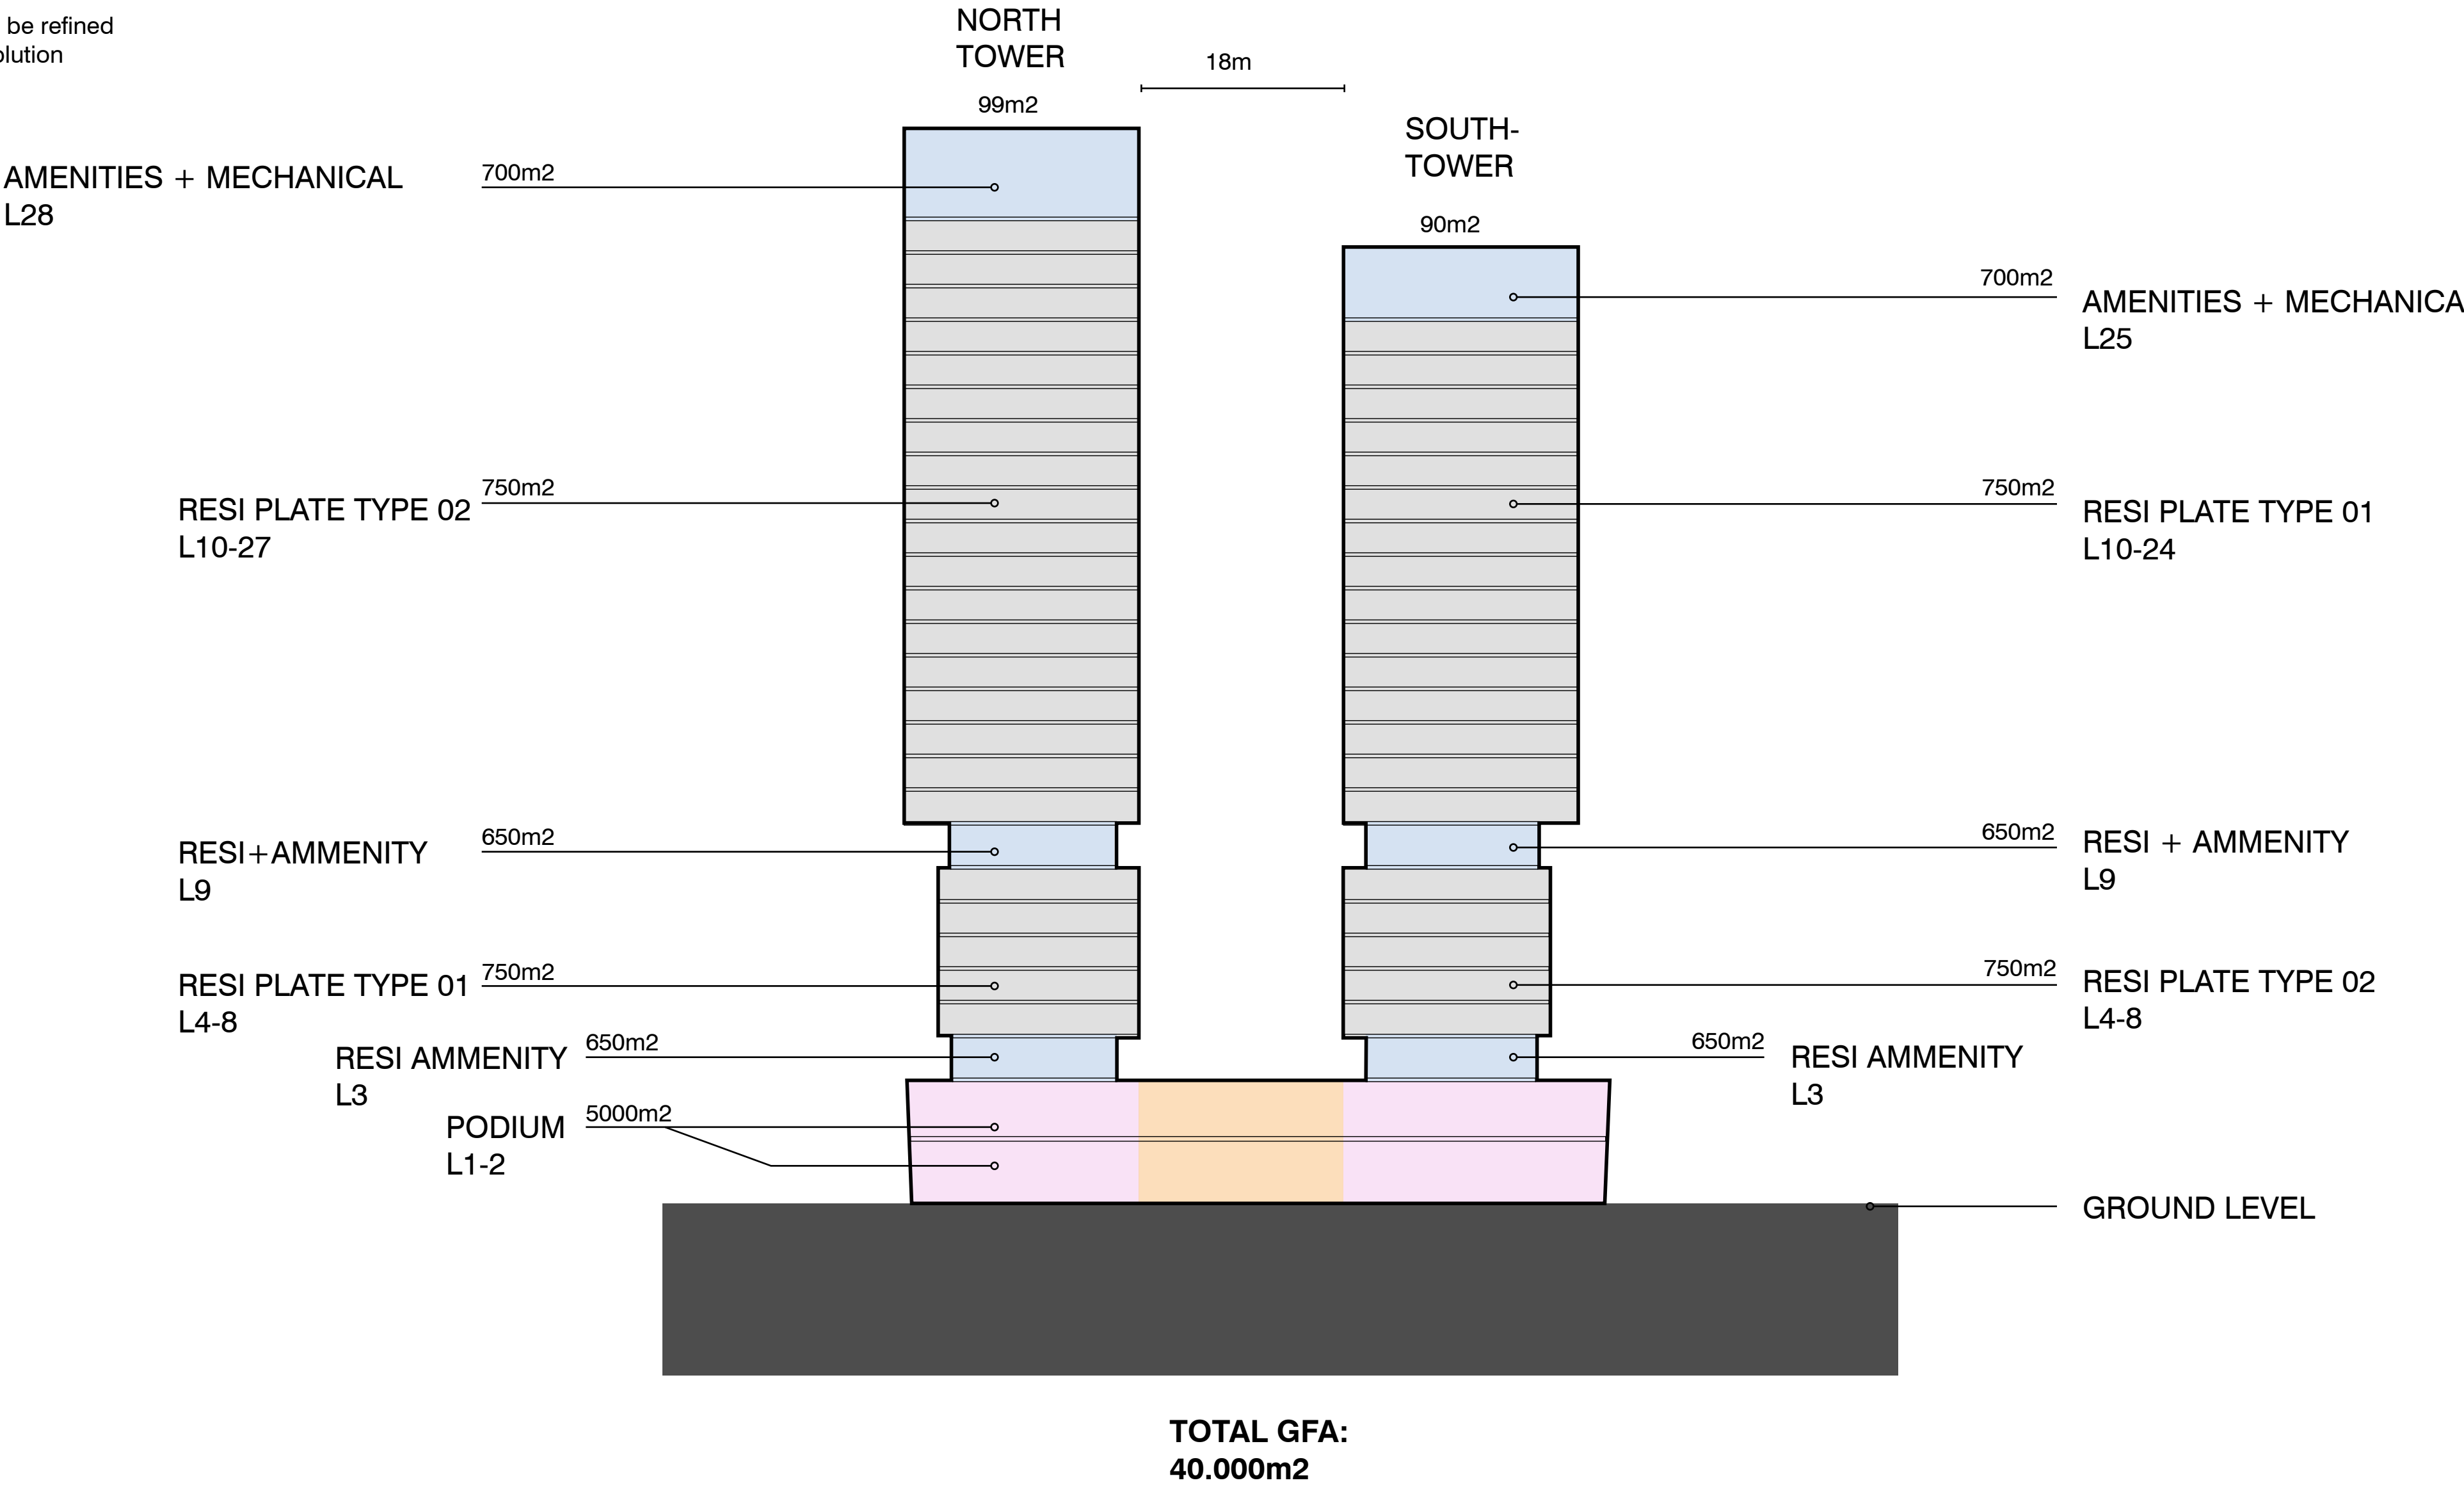 be refined
olution
NORTH
TOWER
18m
99m2
SOUTH-
TOWER
90m2
AMENITIES + MECHANICAL
L28
700m2
700m2
AMENITIES + MECHANICA
L25
RESI PLATE TYPE 02
L10-27
750m2
750m2
RESI PLATE TYPE 01
L10-24
RESI+AMMENITY
L9
650m2
650m2
RESI + AMMENITY
L9
RESI PLATE TYPE 01
L4-8
750m2
750m2
RESI PLATE TYPE 02
L4-8
RESI AMMENITY
L3
650m2
650m2
RESI AMMENITY
L3
PODIUM
L1-2
5000m2
GROUND LEVEL
TOTAL GFA:
40.000m2